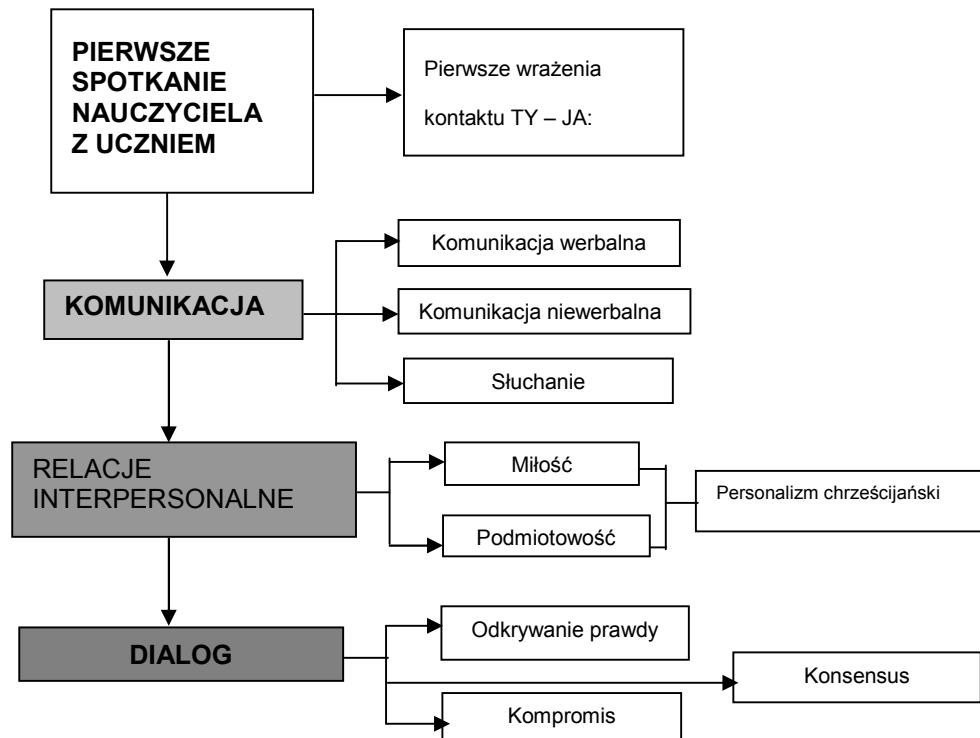 PIERWSZE
SPOTKANIE
NAUCZYCIELA
Z UCZNIEM
Pierwsze wrażenia
kontaktu TY – JA:
Komunikacja werbalna
KOMUNIKACJA
Komunikacja niewerbalna
Słuchanie
RELACJE
INTERPERSONALNE
Miłość
Podmiotowość
Personalizm chrześcijański
DIALOG
Odkrywanie prawdy
Konsensus
Kompromis